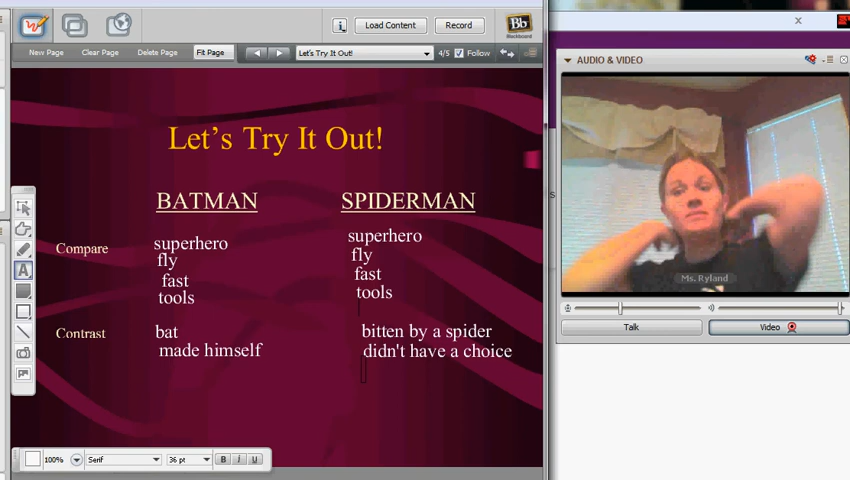 Load Content
Record
Bb
Blackboard
New Page
Clear Page
Delete Page
Fit Page
Let's Try It Out!
4/5
Follow
AUDIO & VIDEO
Let's Try It Out!
BATMAN
SPIDERMAN
Compare
superhero
fly
fast
tools
superhero
fly
fast
tools
Contrast
bat
made himself
bitten by a spider
didn't have a choice
Ms. Ryland
Talk
Video
100%
Serif
36 pt
B
i
U
A